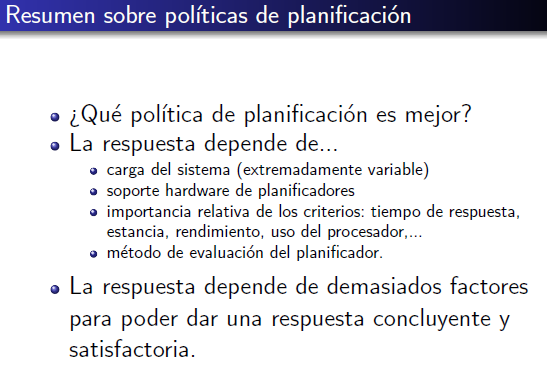 Resumen sobre políticas de planificación
¿Qué política de planificación es mejor?
La respuesta depende de...
carga del sistema (extremadamente variable)
soporte hardware de planificadores
importancia relativa de los criterios: tiempo de respuesta,
estancia, rendimiento, uso del procesador,...
método de evaluación del planificador.
La respuesta depende de demasiados factores
para poder dar una respuesta concluyente y
satisfactoria.